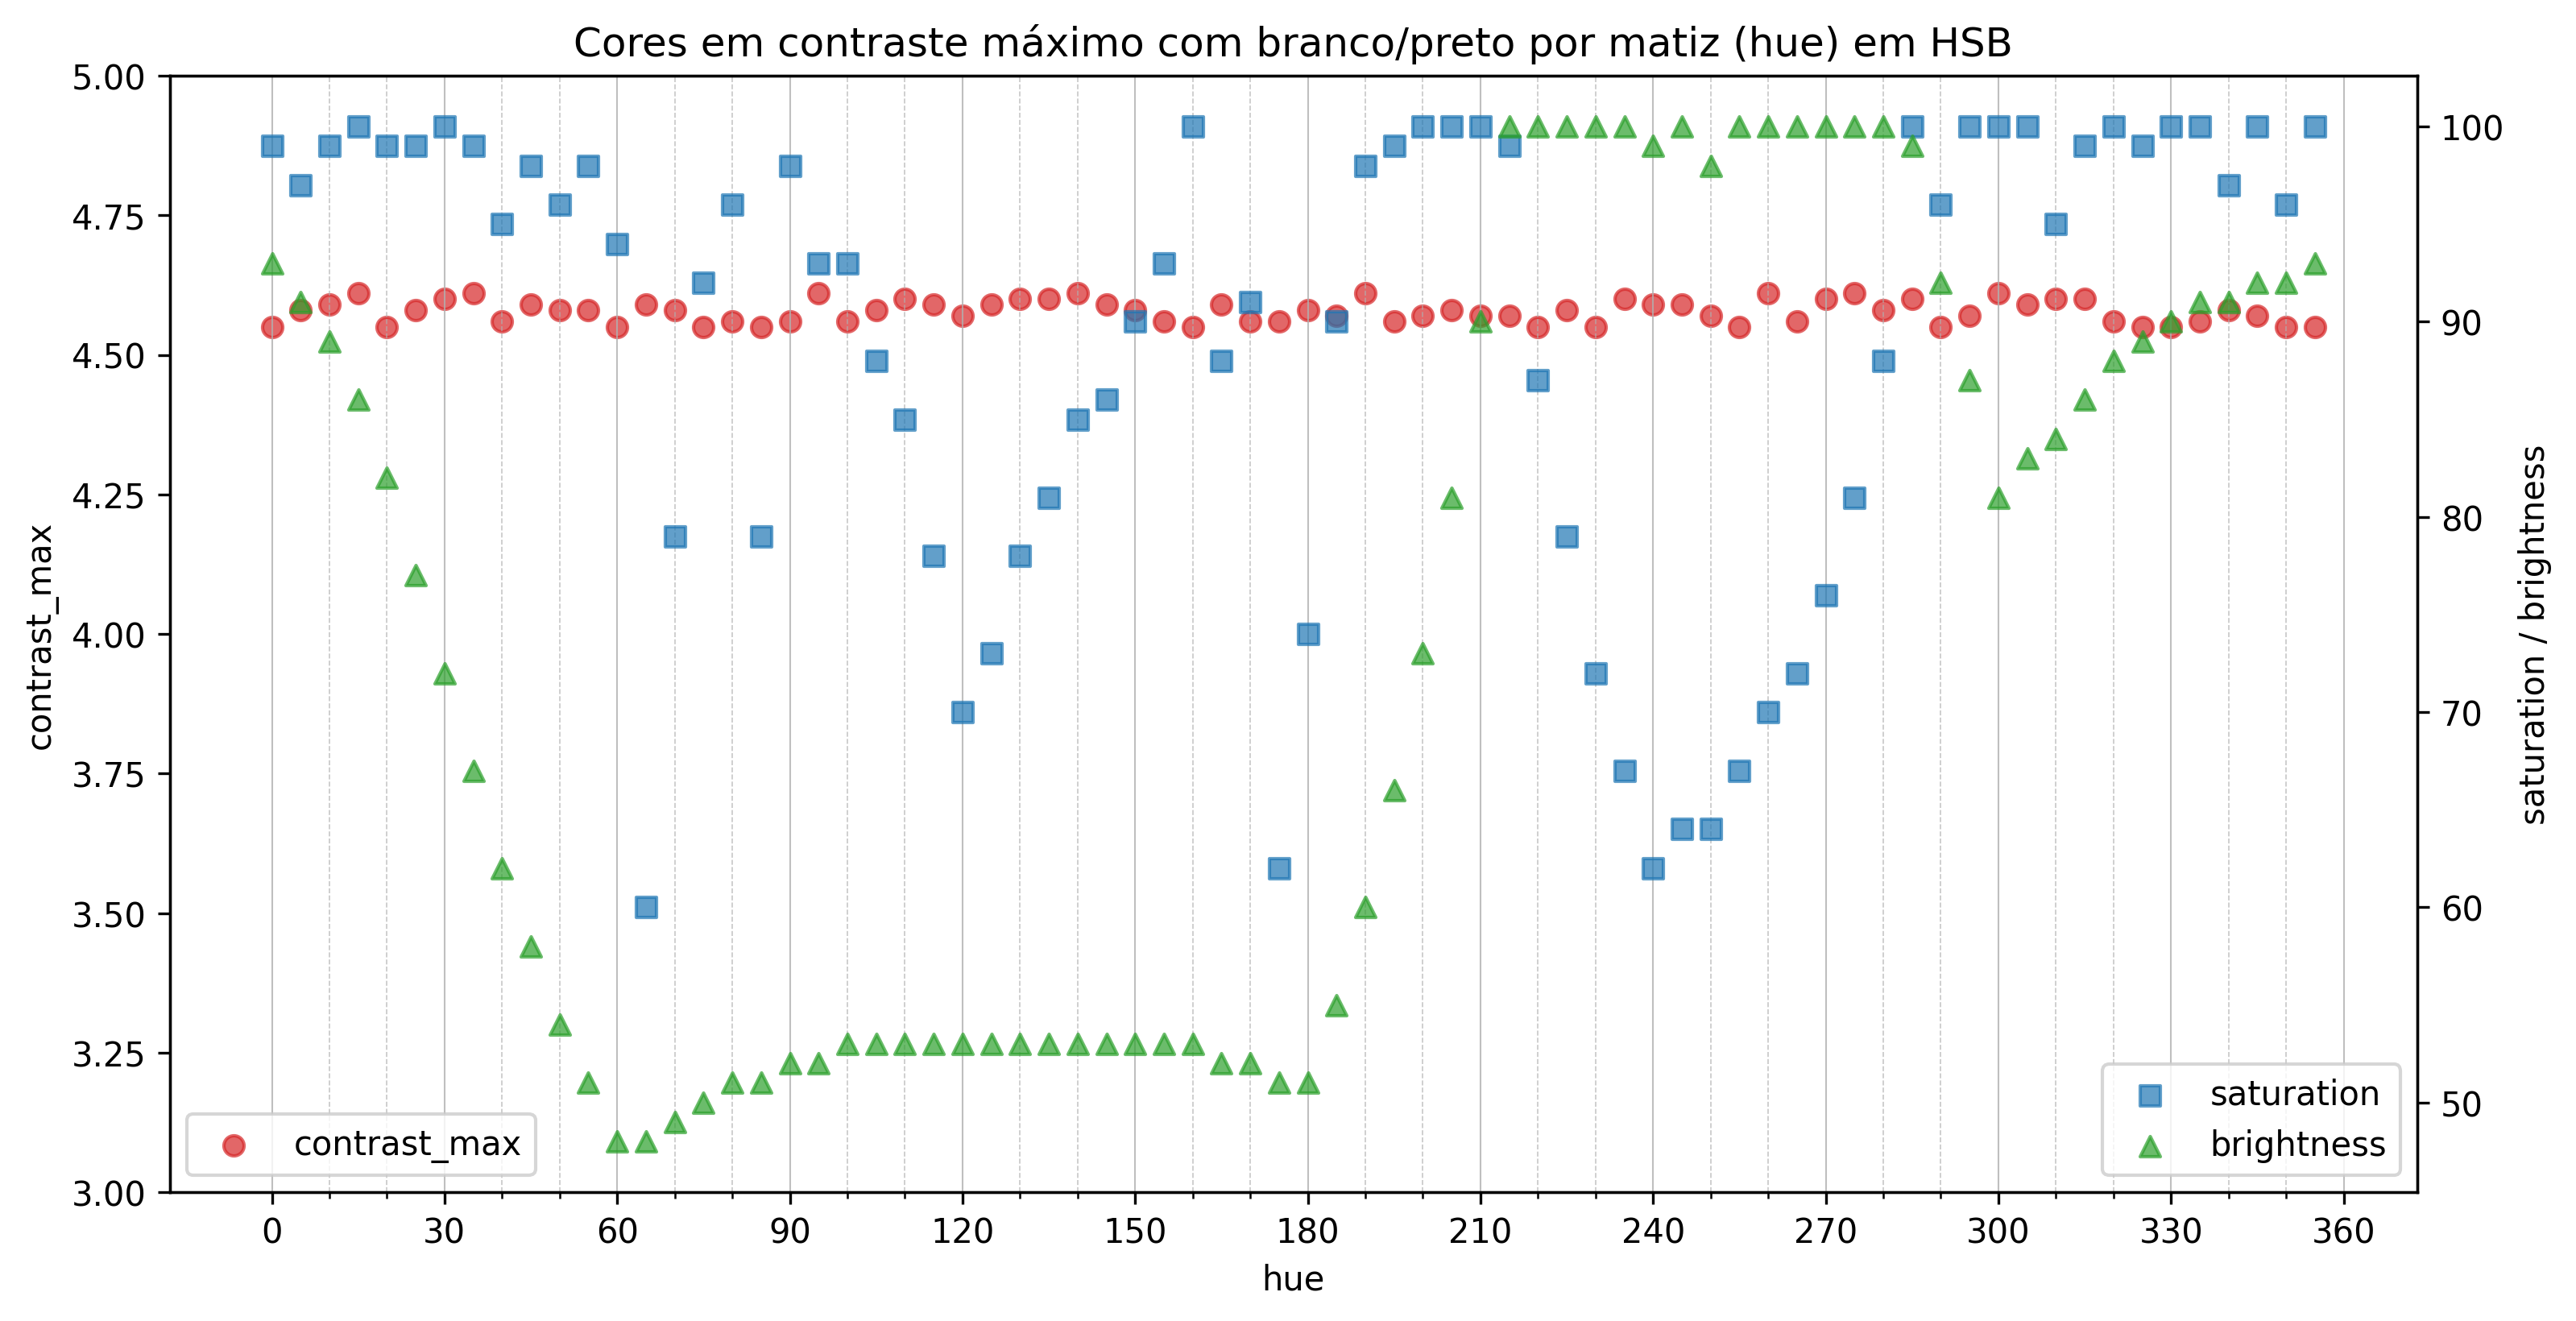 Cores em contraste máximo com branco/preto por matiz (hue) em HSB
5.00
4.75
4.50
4.25
4.00
3.75
3.50
3.25
3.00
contrast_max
100
90
80
70
60
50
saturation / brightness
contrast_max
saturation
brightness
0 30 60 90 120 150 180 210 240 270 300 330 360
hue